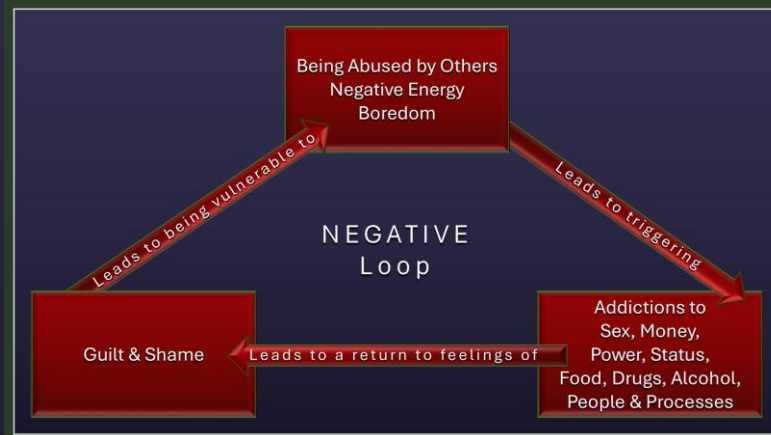 Being Abused by Others
Negative Energy
Boredom
Leads to being vulnerable to
Leads to triggering
NEGATIVE
Loop
Guilt & Shame
Leads to a return to feelings of
Addictions to
Sex, Money,
Power, Status,
Food, Drugs, Alcohol,
People & Processes